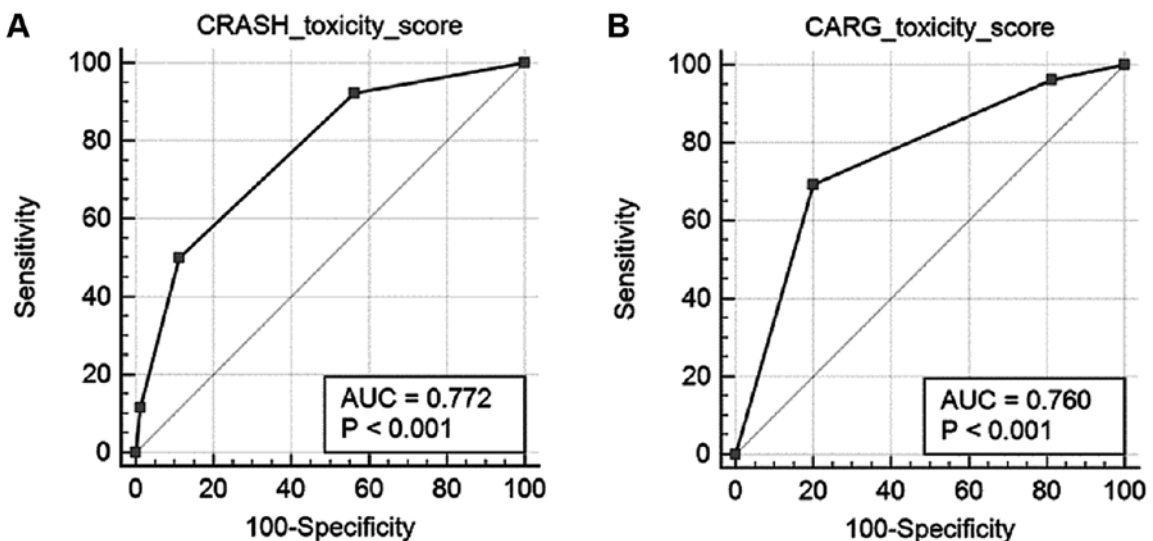 A
CRASH_toxicity_score
100
80
60
40
20
0
Sensitivity
AUC = 0.772
P < 0.001
0 20 40 60 80 100
100-Specificity
B
CARG_toxicity_score
100
80
60
40
20
0
Sensitivity
AUC = 0.760
P < 0.001
0 20 40 60 80 100
100-Specificity